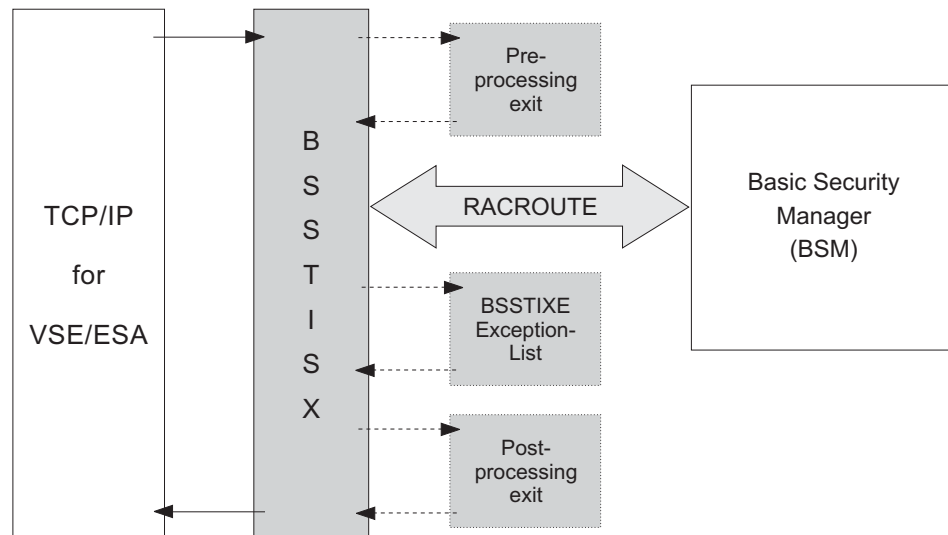 TCP/IP
for
VSE/ESA
B
S
S
T
I
S
X
Pre-
processing
exit
RACROUTE
BSSTIXE
Exception-
List
Post-
processing
exit
Basic Security
Manager
(BSM)